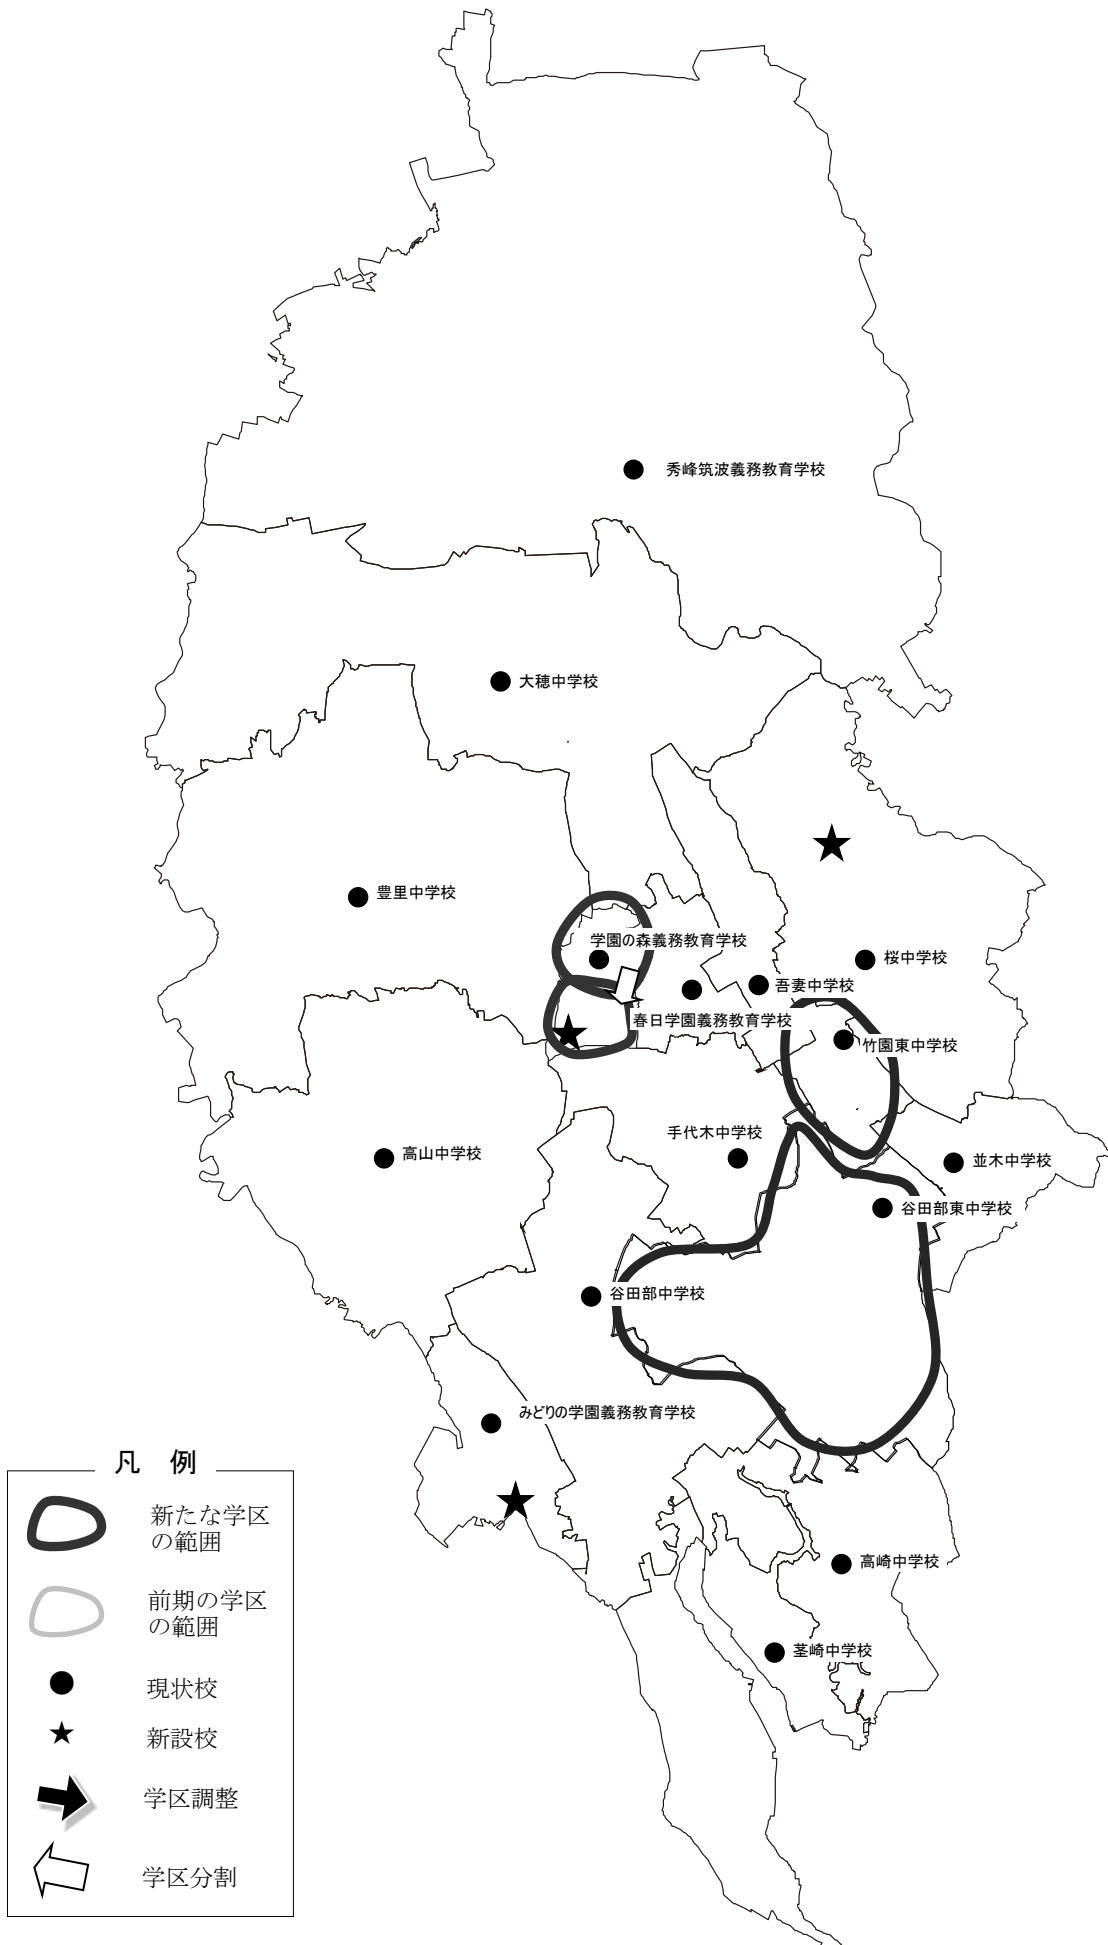 秀峰筑波義務教育学校
大穂中学校
豊里中学校
学園の森義務教育学校
桜中学校
吾妻中学校
春日学園義務教育学校
竹園東中学校
手代木中学校
高山中学校
並木中学校
谷田部東中学校
谷田部中学校
みどりの学園義務教育学校
高崎中学校
茎崎中学校
凡 例
新たな学区
の範囲
前期の学区
の範囲
現状校
新設校
学区調整
学区分割